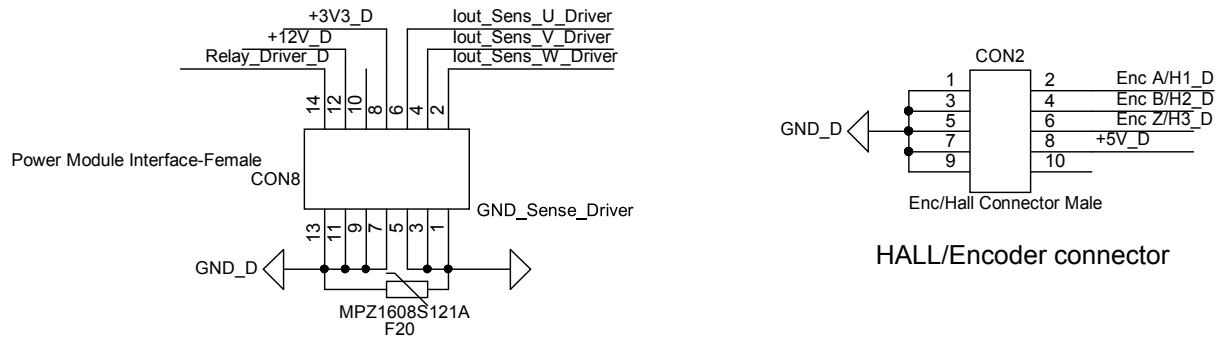 +3V3_D
Iout_Sens_U_Driver
+12V_D
Iout_Sens_V_Driver
Relay_Driver_D
Iout_Sens_W_Driver
14
12
10
8
6
4
2
Power Module Interface-Female
CON8
GND_Sense_Driver
13
11
9
7
5
3
1
GND_D
MPZ1608S121A
F20
CON2
1
2
Enc A/H1_D
3
4
Enc B/H2_D
GND_D
5
6
Enc Z/H3_D
7
8
+5V_D
9
10
Enc/Hall Connector Male
HALL/Encoder connector